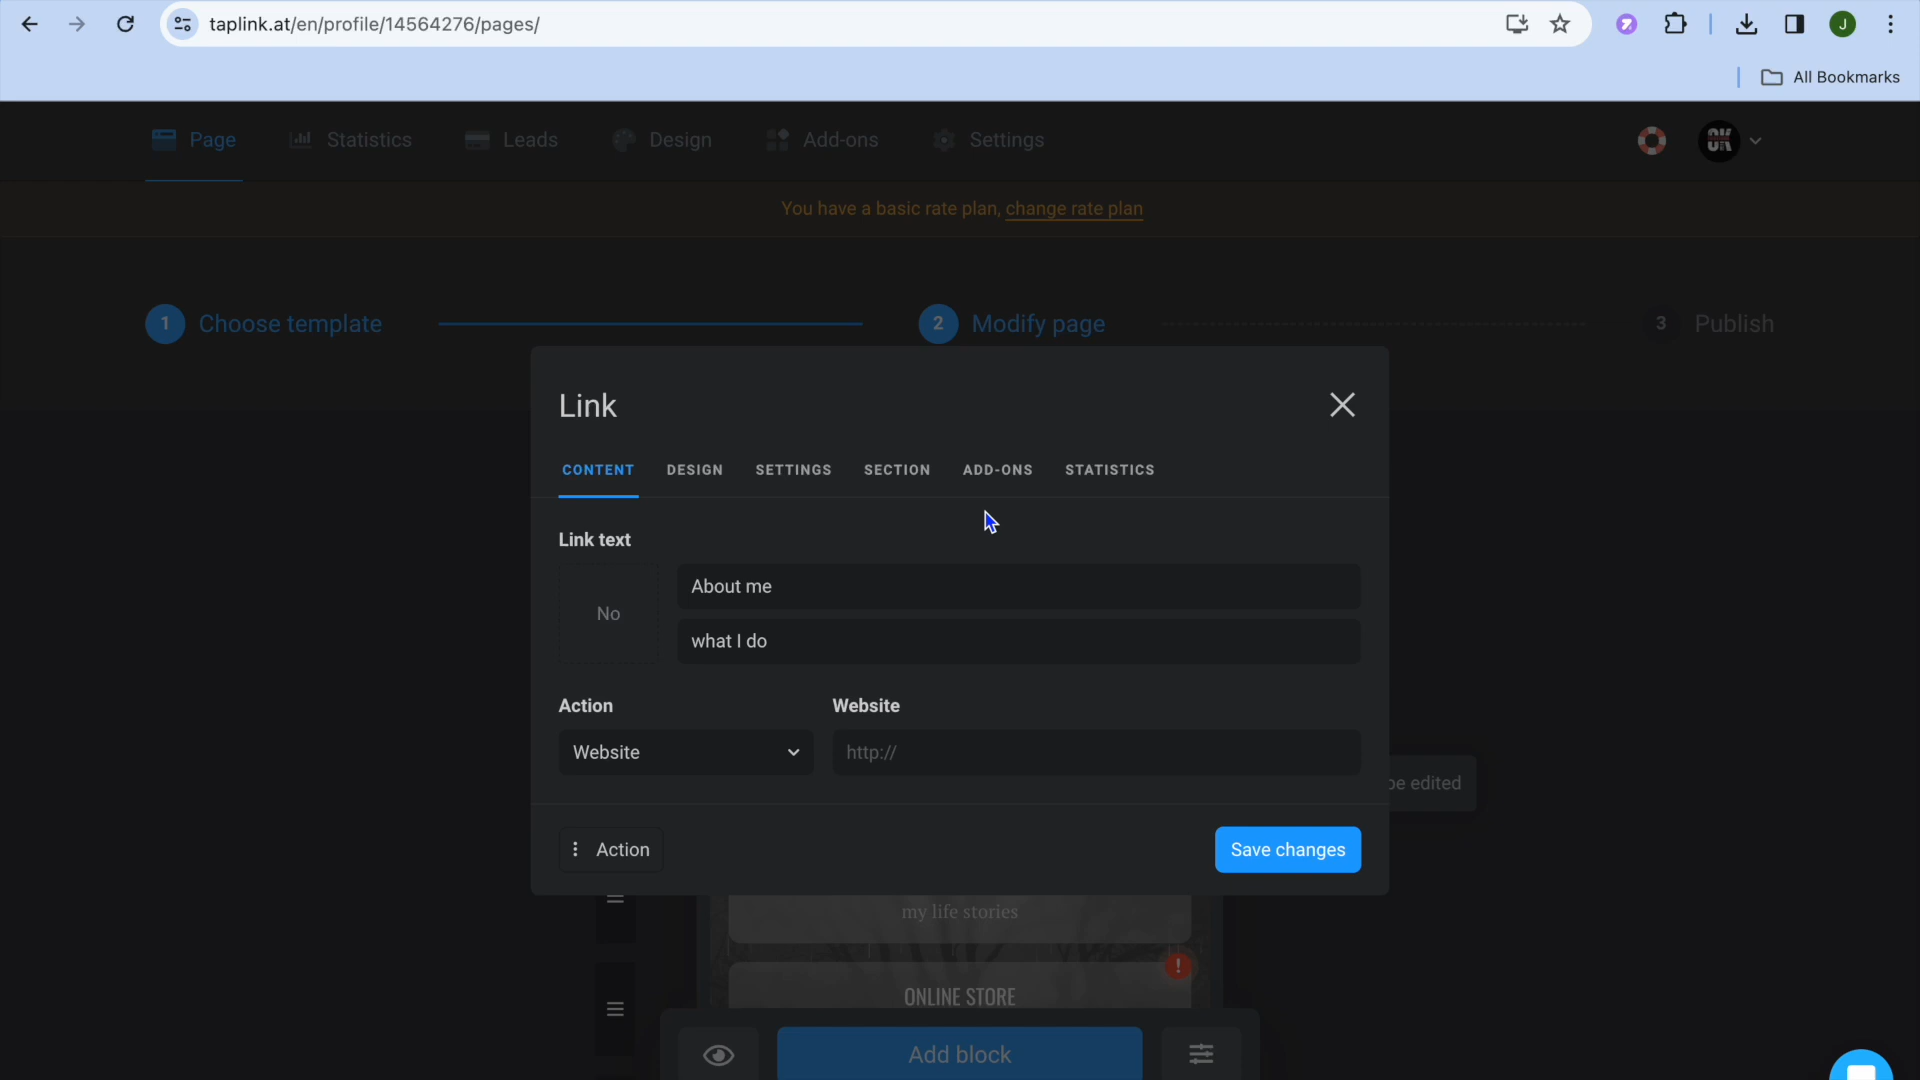 taplink.at/en/profile/14564276/pages/
J
All Bookmarks
Page
Statistics
Leads
Design
Add-ons
Settings
OK
You have a basic rate plan, change rate plan
1
Choose template
2
Modify page
3
Publish
Link
CONTENT
DESIGN
SETTINGS
SECTION
ADD-ONS
STATISTICS
Link text
No
About me
what I do
Action
Website
Website
http://
be edited
Action
Save changes
my life stories
!
ONLINE STORE
Add block